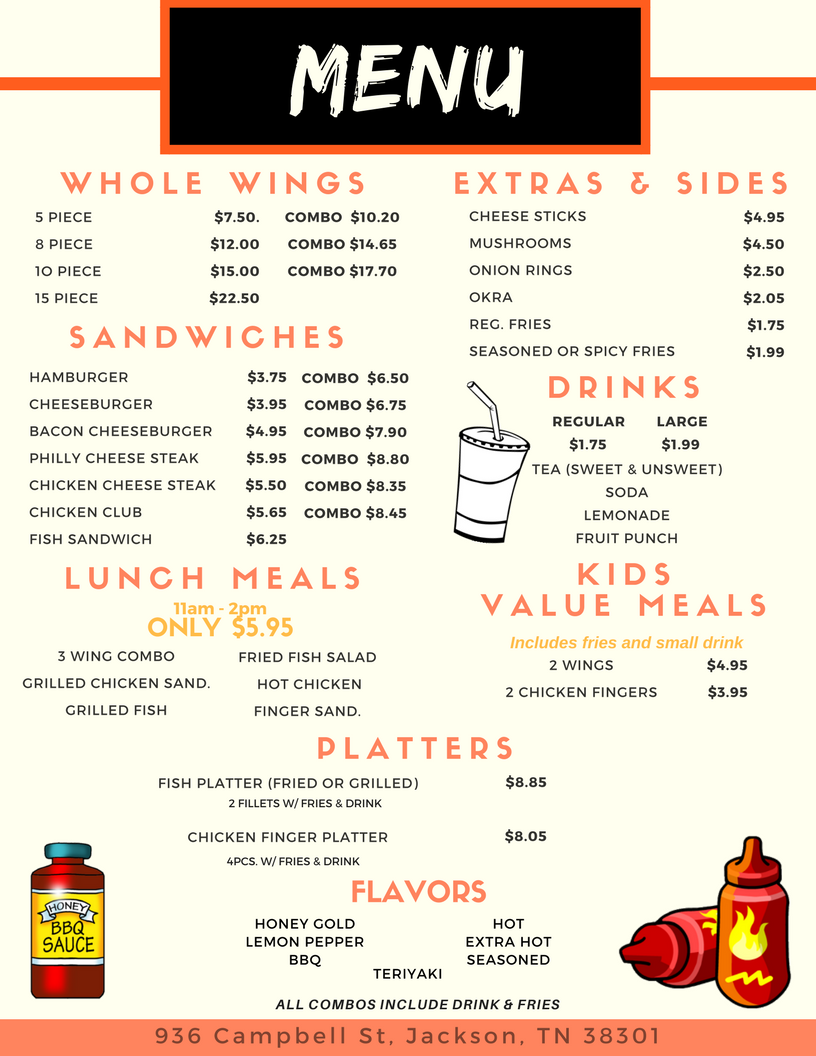 MENU
WHOLE WINGS
5 PIECE $7.50. COMBO $10.20
8 PIECE $12.00 COMBO $14.65
10 PIECE $15.00 COMBO $17.70
15 PIECE $22.50
SANDWICHES
HAMBURGER $3.75 COMBO $6.50
CHEESEBURGER $3.95 COMBO $6.75
BACON CHEESEBURGER $4.95 COMBO $7.90
PHILLY CHEESE STEAK $5.95 COMBO $8.80
CHICKEN CHEESE STEAK $5.50 COMBO $8.35
CHICKEN CLUB $5.65 COMBO $8.45
FISH SANDWICH $6.25
LUNCH MEALS
11am - 2pm
ONLY $5.95
3 WING COMBO
GRILLED CHICKEN SAND.
GRILLED FISH
FRIED FISH SALAD
HOT CHICKEN
FINGER SAND.
EXTRAS & SIDES
CHEESE STICKS $4.95
MUSHROOMS $4.50
ONION RINGS $2.50
OKRA $2.05
REG. FRIES $1.75
SEASONED OR SPICY FRIES $1.99
DRINKS
REGULAR LARGE
$1.75 $1.99
TEA (SWEET & UNSWEET)
SODA
LEMONADE
FRUIT PUNCH
KIDS
VALUE MEALS
Includes fries and small drink
2 WINGS $4.95
2 CHICKEN FINGERS $3.95
PLATTERS
FISH PLATTER (FRIED OR GRILLED) $8.85
2 FILLETS W/ FRIES & DRINK
CHICKEN FINGER PLATTER $8.05
4PCS. W/ FRIES & DRINK
FLAVORS
HONEY GOLD
LEMON PEPPER
BBQ
HOT
EXTRA HOT
SEASONED
TERIYAKI
HONEY
BBQ
SAUCE
ALL COMBOS INCLUDE DRINK & FRIES
936 Campbell St, Jackson, TN 38301